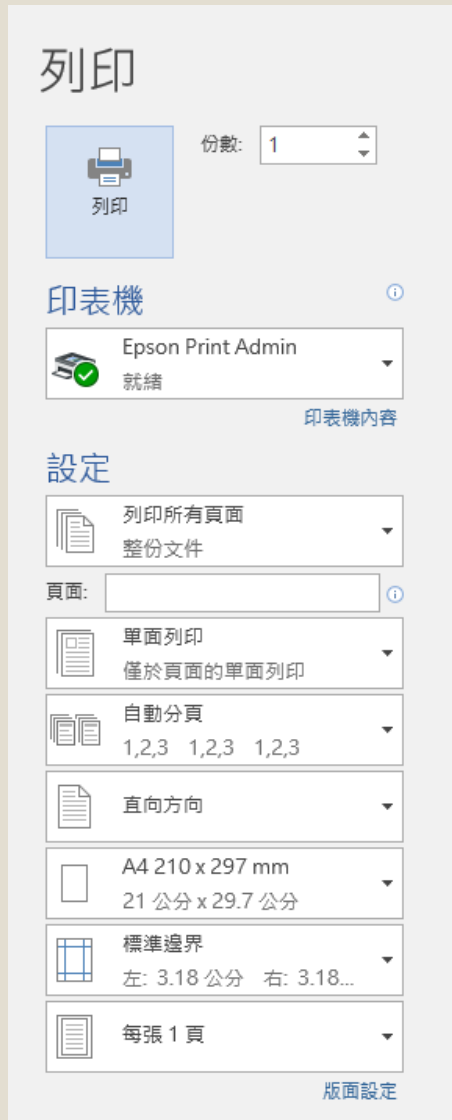 列印
份數: 1
列印
印表機
Epson Print Admin
就緒
印表機內容
設定
列印所有頁面
整份文件
頁面:
單面列印
僅於頁面的單面列印
自動分頁
1,2,3 1,2,3 1,2,3
直向方向
A4 210 x 297 mm
21 公分 x 29.7 公分
標準邊界
左: 3.18 公分 右: 3.18...
每張 1 頁
版面設定